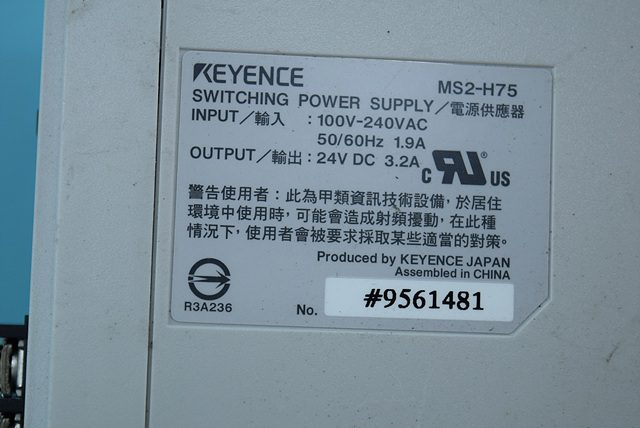 KEYENCE MS2-H75
SWITCHING POWER SUPPLY／電源供應器
INPUT／輸入 : 100V-240VAC
50/60Hz 1.9A
OUTPUT／輸出 : 24V DC 3.2A
C RU ® US
警告使用者：此為甲類資訊技術設備，於居住
環境中使用時，可能會造成射頻擾動，在此種
情況下，使用者會被要求採取某些適當的對策。
Produced by KEYENCE JAPAN
Assembled in CHINA
R3A236
No. #9561481